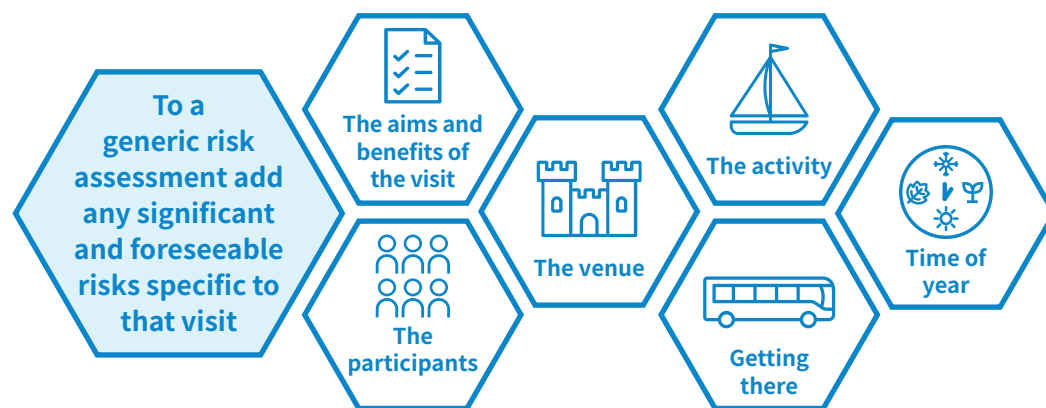 To a
generic risk
assessment add
any significant
and foreseeable
risks specific to
that visit
The aims and
benefits of
the visit
The
participants
The venue
The activity
Getting
there
Time of
year